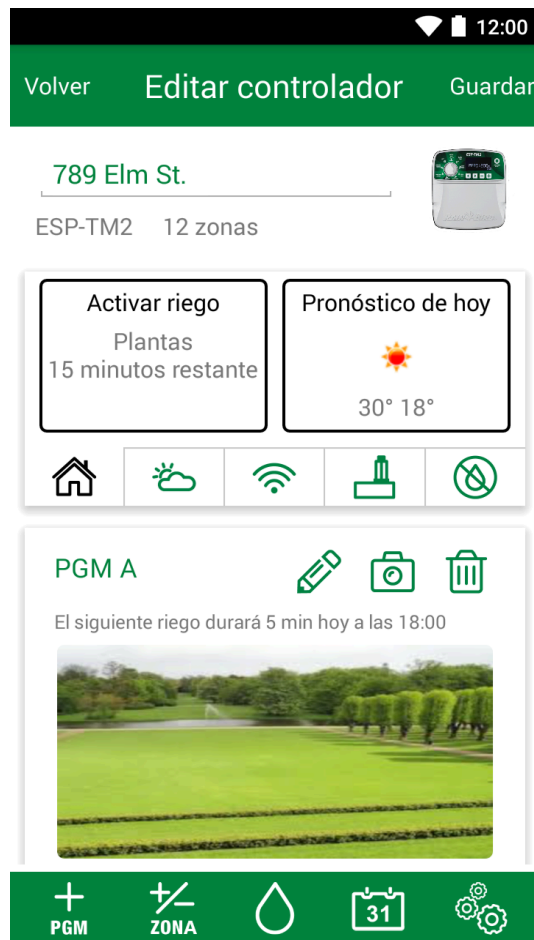 12:00
Volver Editar controlador Guardar
789 Elm St.
ESP-TM2 12 zonas
Activar riego
Plantas
15 minutos restante
Pronóstico de hoy
30° 18°
PGM A
El siguiente riego durará 5 min hoy a las 18:00
PGM
ZONA
31